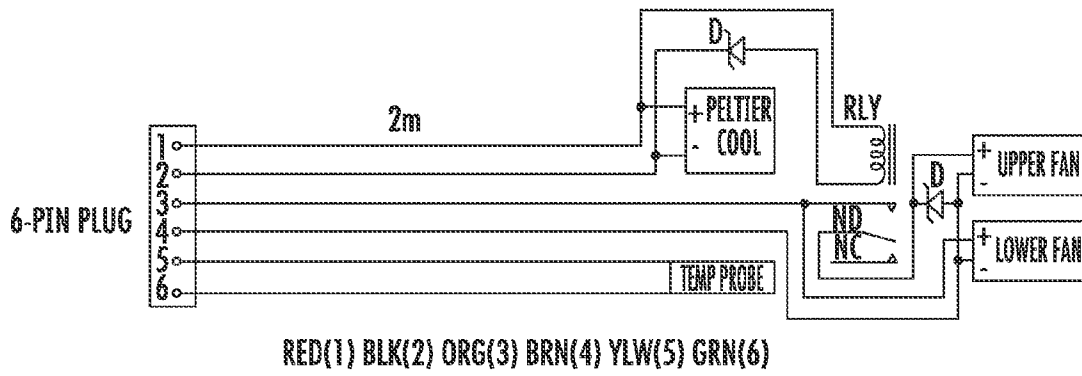 D
2m
PELTIER
COOL
+
-
RLY
1
2
3
4
5
6
6-PIN PLUG
ND
NC
D
+
-
UPPER FAN
+
-
LOWER FAN
TEMP PROBE
RED(1) BLK(2) ORG(3) BRN(4) YLW(5) GRN(6)